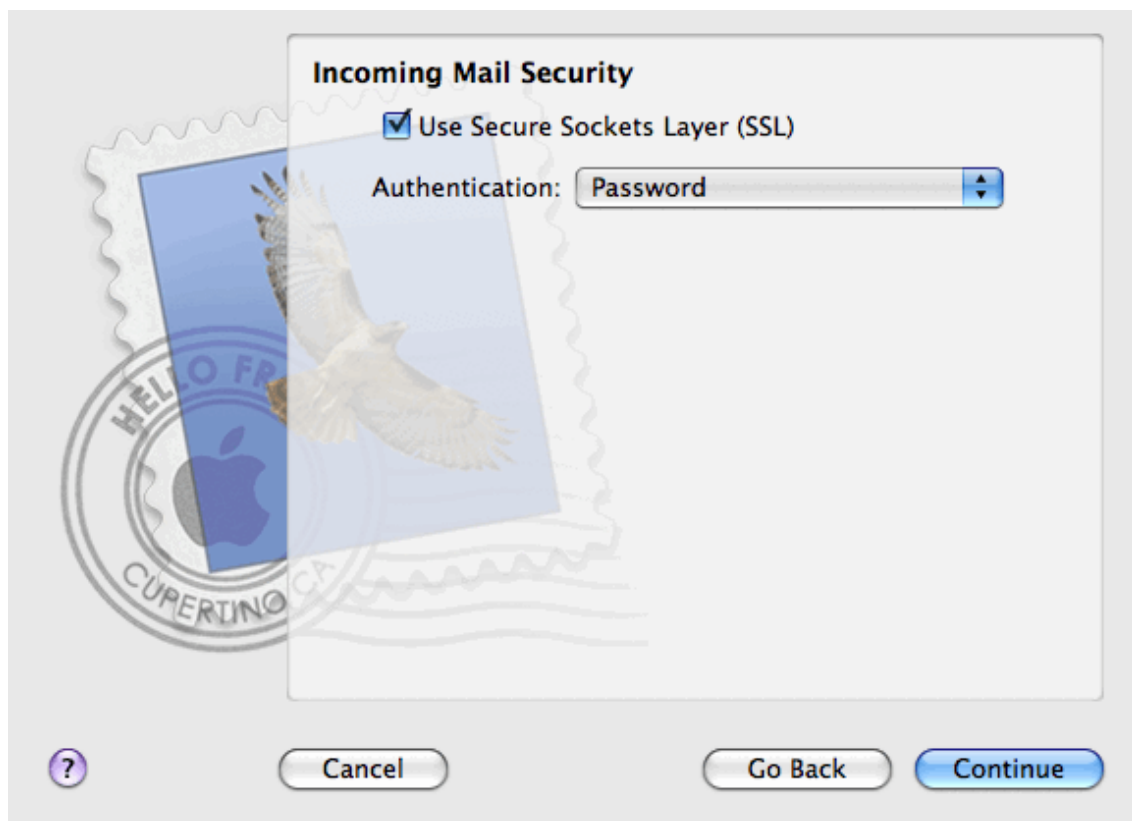 Incoming Mail Security
Use Secure Sockets Layer (SSL)
Authentication: Password
HELLO FR
CUPERTINO CA
?
Cancel Go Back Continue